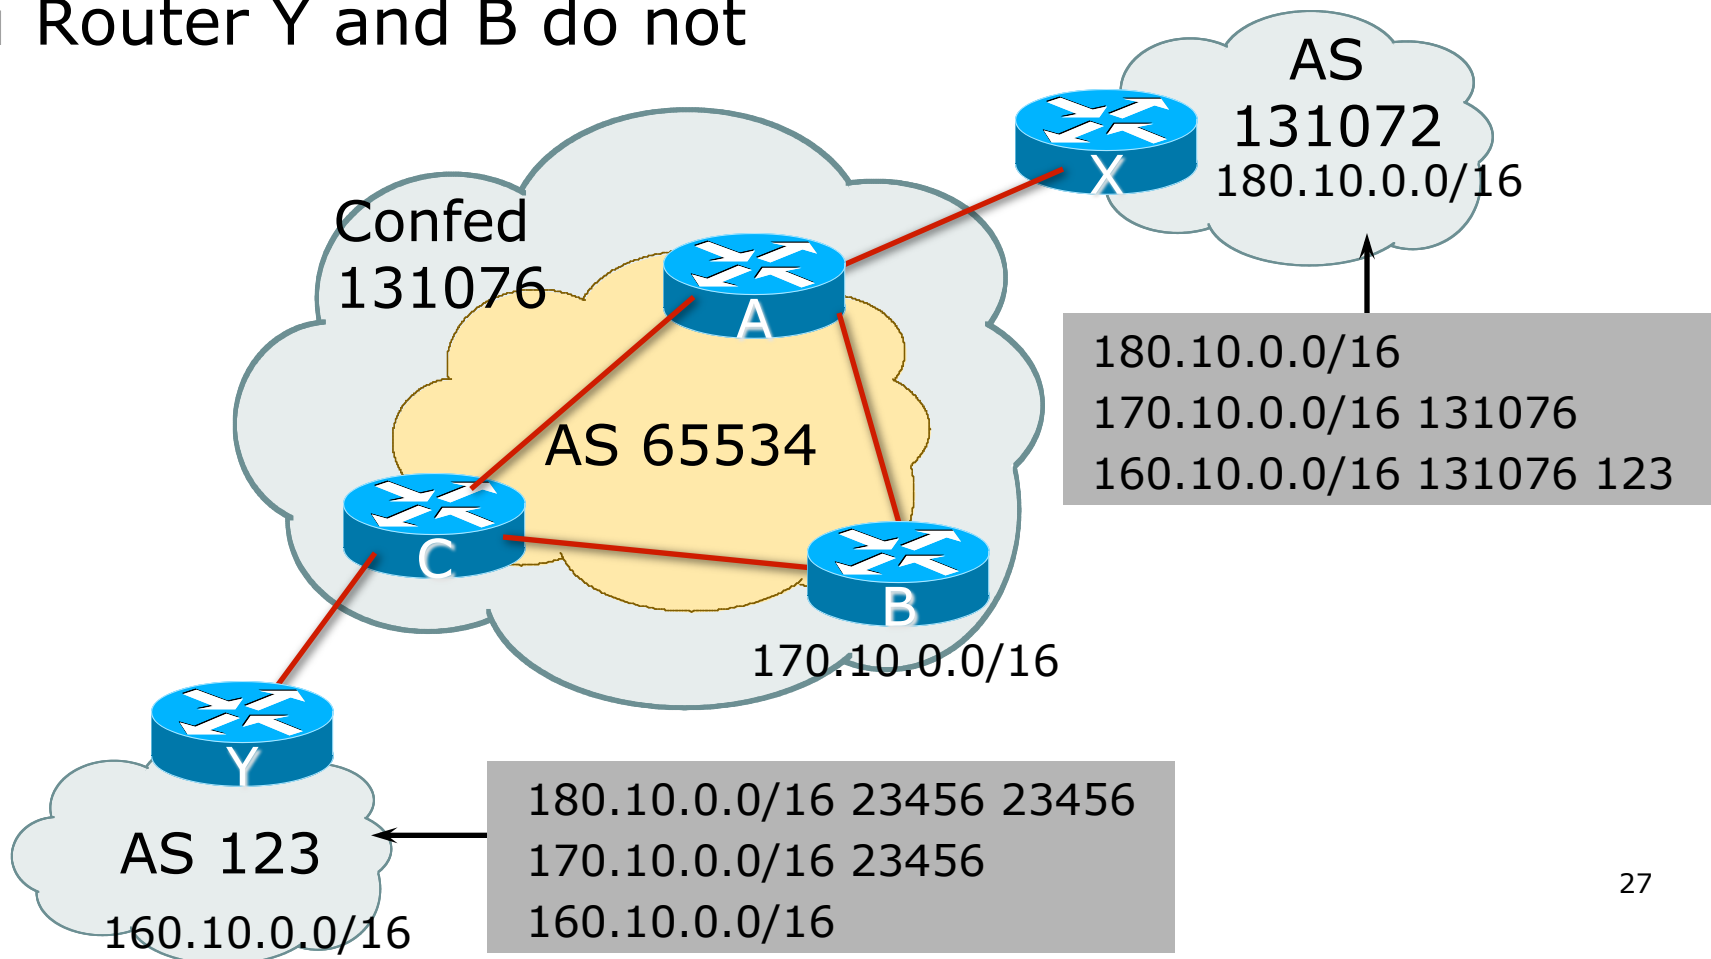 Router Y and B do not
AS
131072
180.10.0.0/16
X
Confed
131076
A
180.10.0.0/16
170.10.0.0/16 131076
160.10.0.0/16 131076 123
AS 65534
C
B
170.10.0.0/16
Y
180.10.0.0/16 23456 23456
170.10.0.0/16 23456
160.10.0.0/16
AS 123
160.10.0.0/16
27